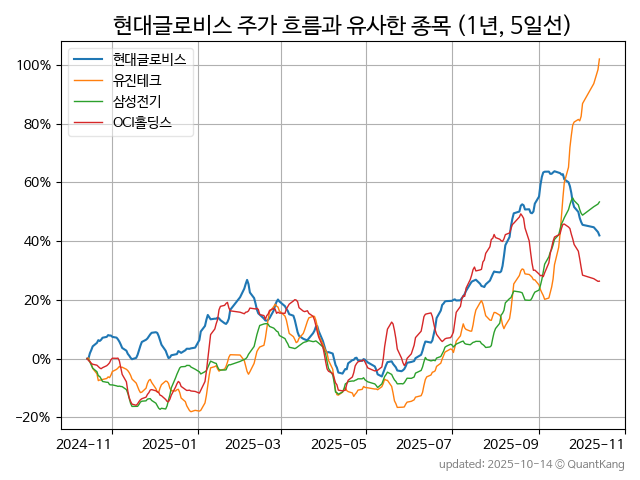 현대글로비스 주가 흐름과 유사한 종목 (1년, 5일선)
현대글로비스
유진테크
삼성전기
OCI홀딩스
100%
80%
60%
40%
20%
0%
−20%
2024-11 2025-01 2025-03 2025-05 2025-07 2025-09 2025-11
updated: 2025-10-14 © QuantKang